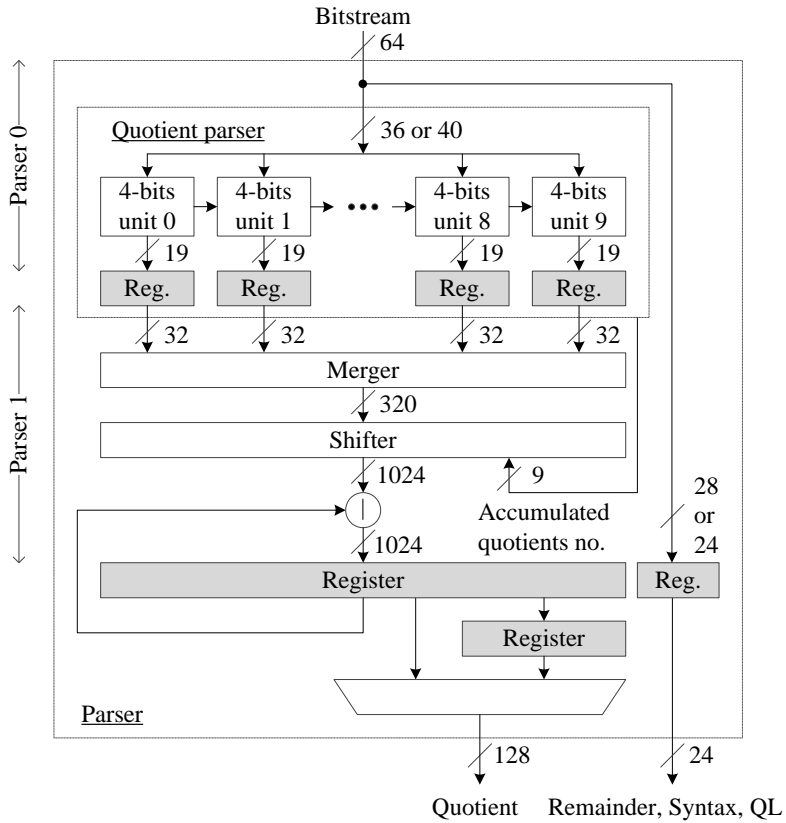 Bitstream
64
Parser 0
Quotient parser
36 or 40
4-bits unit 0
4-bits unit 1
4-bits unit 8
4-bits unit 9
19
19
19
19
Reg.
Reg.
Reg.
Reg.
32
32
32
32
Parser 1
Merger
320
Shifter
1024
9
Accumulated
quotients no.
28
or
24
|
1024
Register
Reg.
Register
Parser
128
24
Quotient
Remainder, Syntax, QL